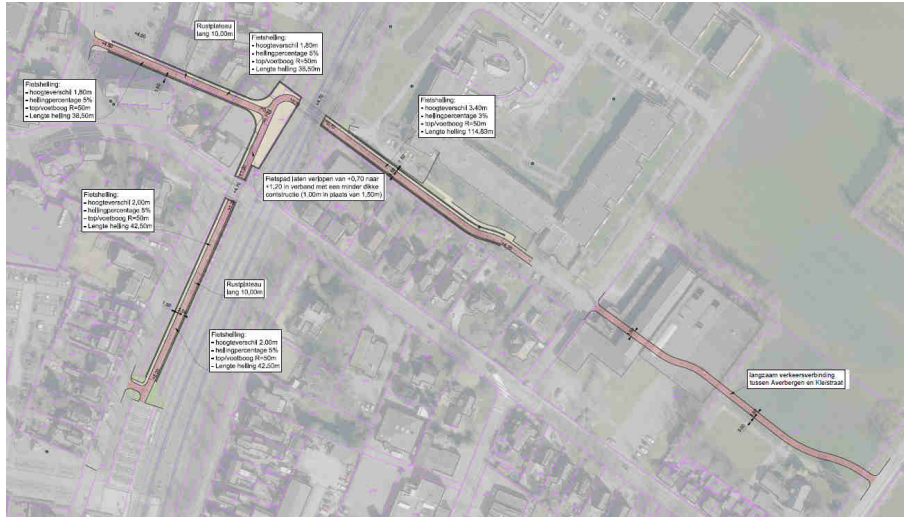 Rustplateau
lang 10,00m
Fietshelling:
- hoogteverschil 1,80m
- hellingpercentage 5%
- top/voetboog R=50m
- Lengte helling 38,50m
Fietshelling:
- hoogteverschil 1,80m
- hellingpercentage 5%
- top/voetboog R=50m
- Lengte helling 38,50m
Fietshelling:
- hoogteverschil 3,40m
- hellingpercentage 3%
- top/voetboog R=50m
- Lengte helling 114,83m
Fietspad laten verlopen van +0,70 naar
+1,20 in verband met een minder dikke
constructie (1,00m in plaats van 1,50m)
Fietshelling:
- hoogteverschil 2,00m
- hellingpercentage 5%
- top/voetboog R=50m
- Lengte helling 42,50m
Rustplateau
lang 10,00m
Fietshelling:
- hoogteverschil 2,00m
- hellingpercentage 5%
- top/voetboog R=50m
- Lengte helling 42,50m
langzaam verkeersverbinding
tussen Averbergen en Kleistraat